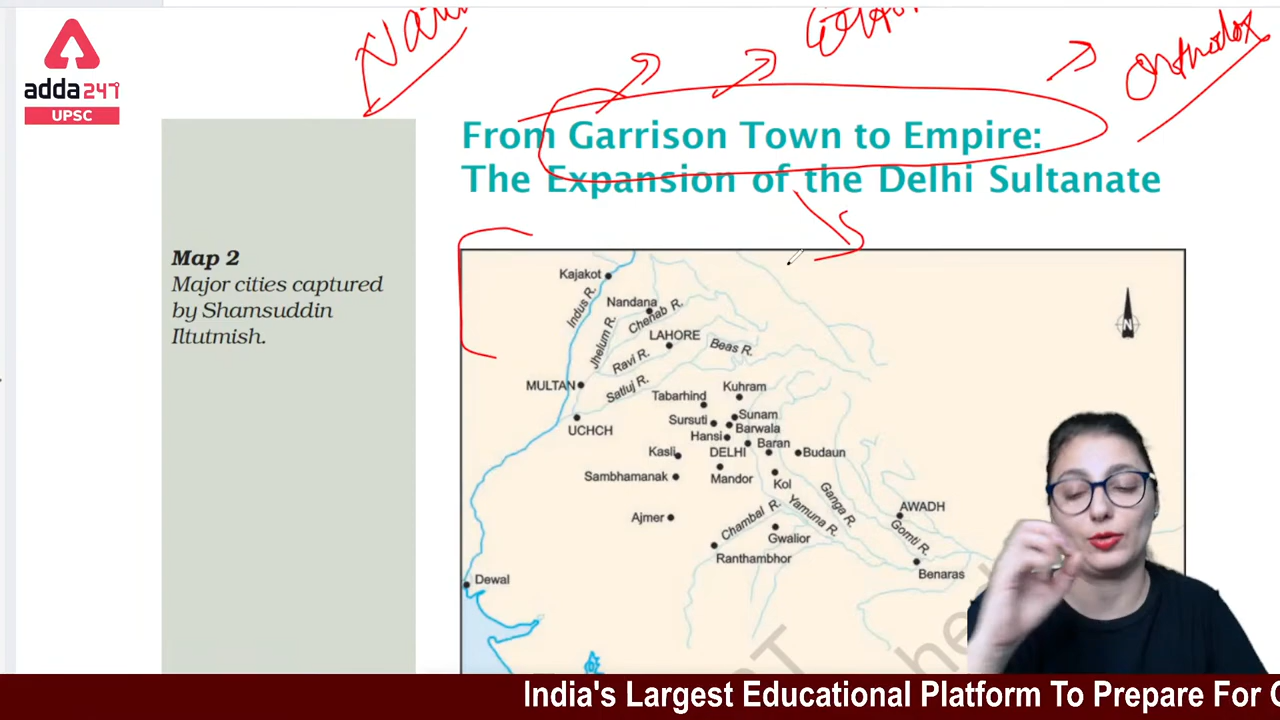 adda247
UPSC
Orthodox
From Garrison Town to Empire:
The Expansion of the Delhi Sultanate
Map 2
Major cities captured
by Shamsuddin
Iltutmish.
Kajakot
Indus R.
Nandana
Chenab R.
Jhelum R.
LAHORE
Beas R.
Ravi R.
MULTAN
Satluj R.
Kuhram
Tabarhind
UCHCH
Sursuti
Sunam
Barwala
Hansi
Baran
Kasli
DELHI
Budaun
Sambhamanak
Mandor
Kol
Ganga R.
AWADH
Ajmer
Chambal R.
Yamuna R.
Gomti R.
Gwalior
Ranthambhor
Benaras
Dewal
N
India's Largest Educational Platform To Prepare For